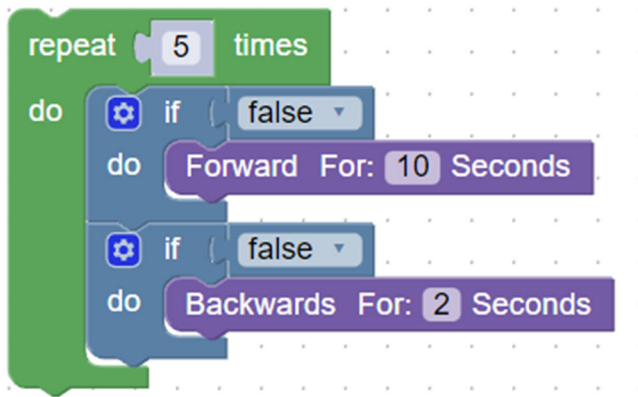 repeat 5 times
do if false
do Forward For: 10 Seconds
if false
do Backwards For: 2 Seconds